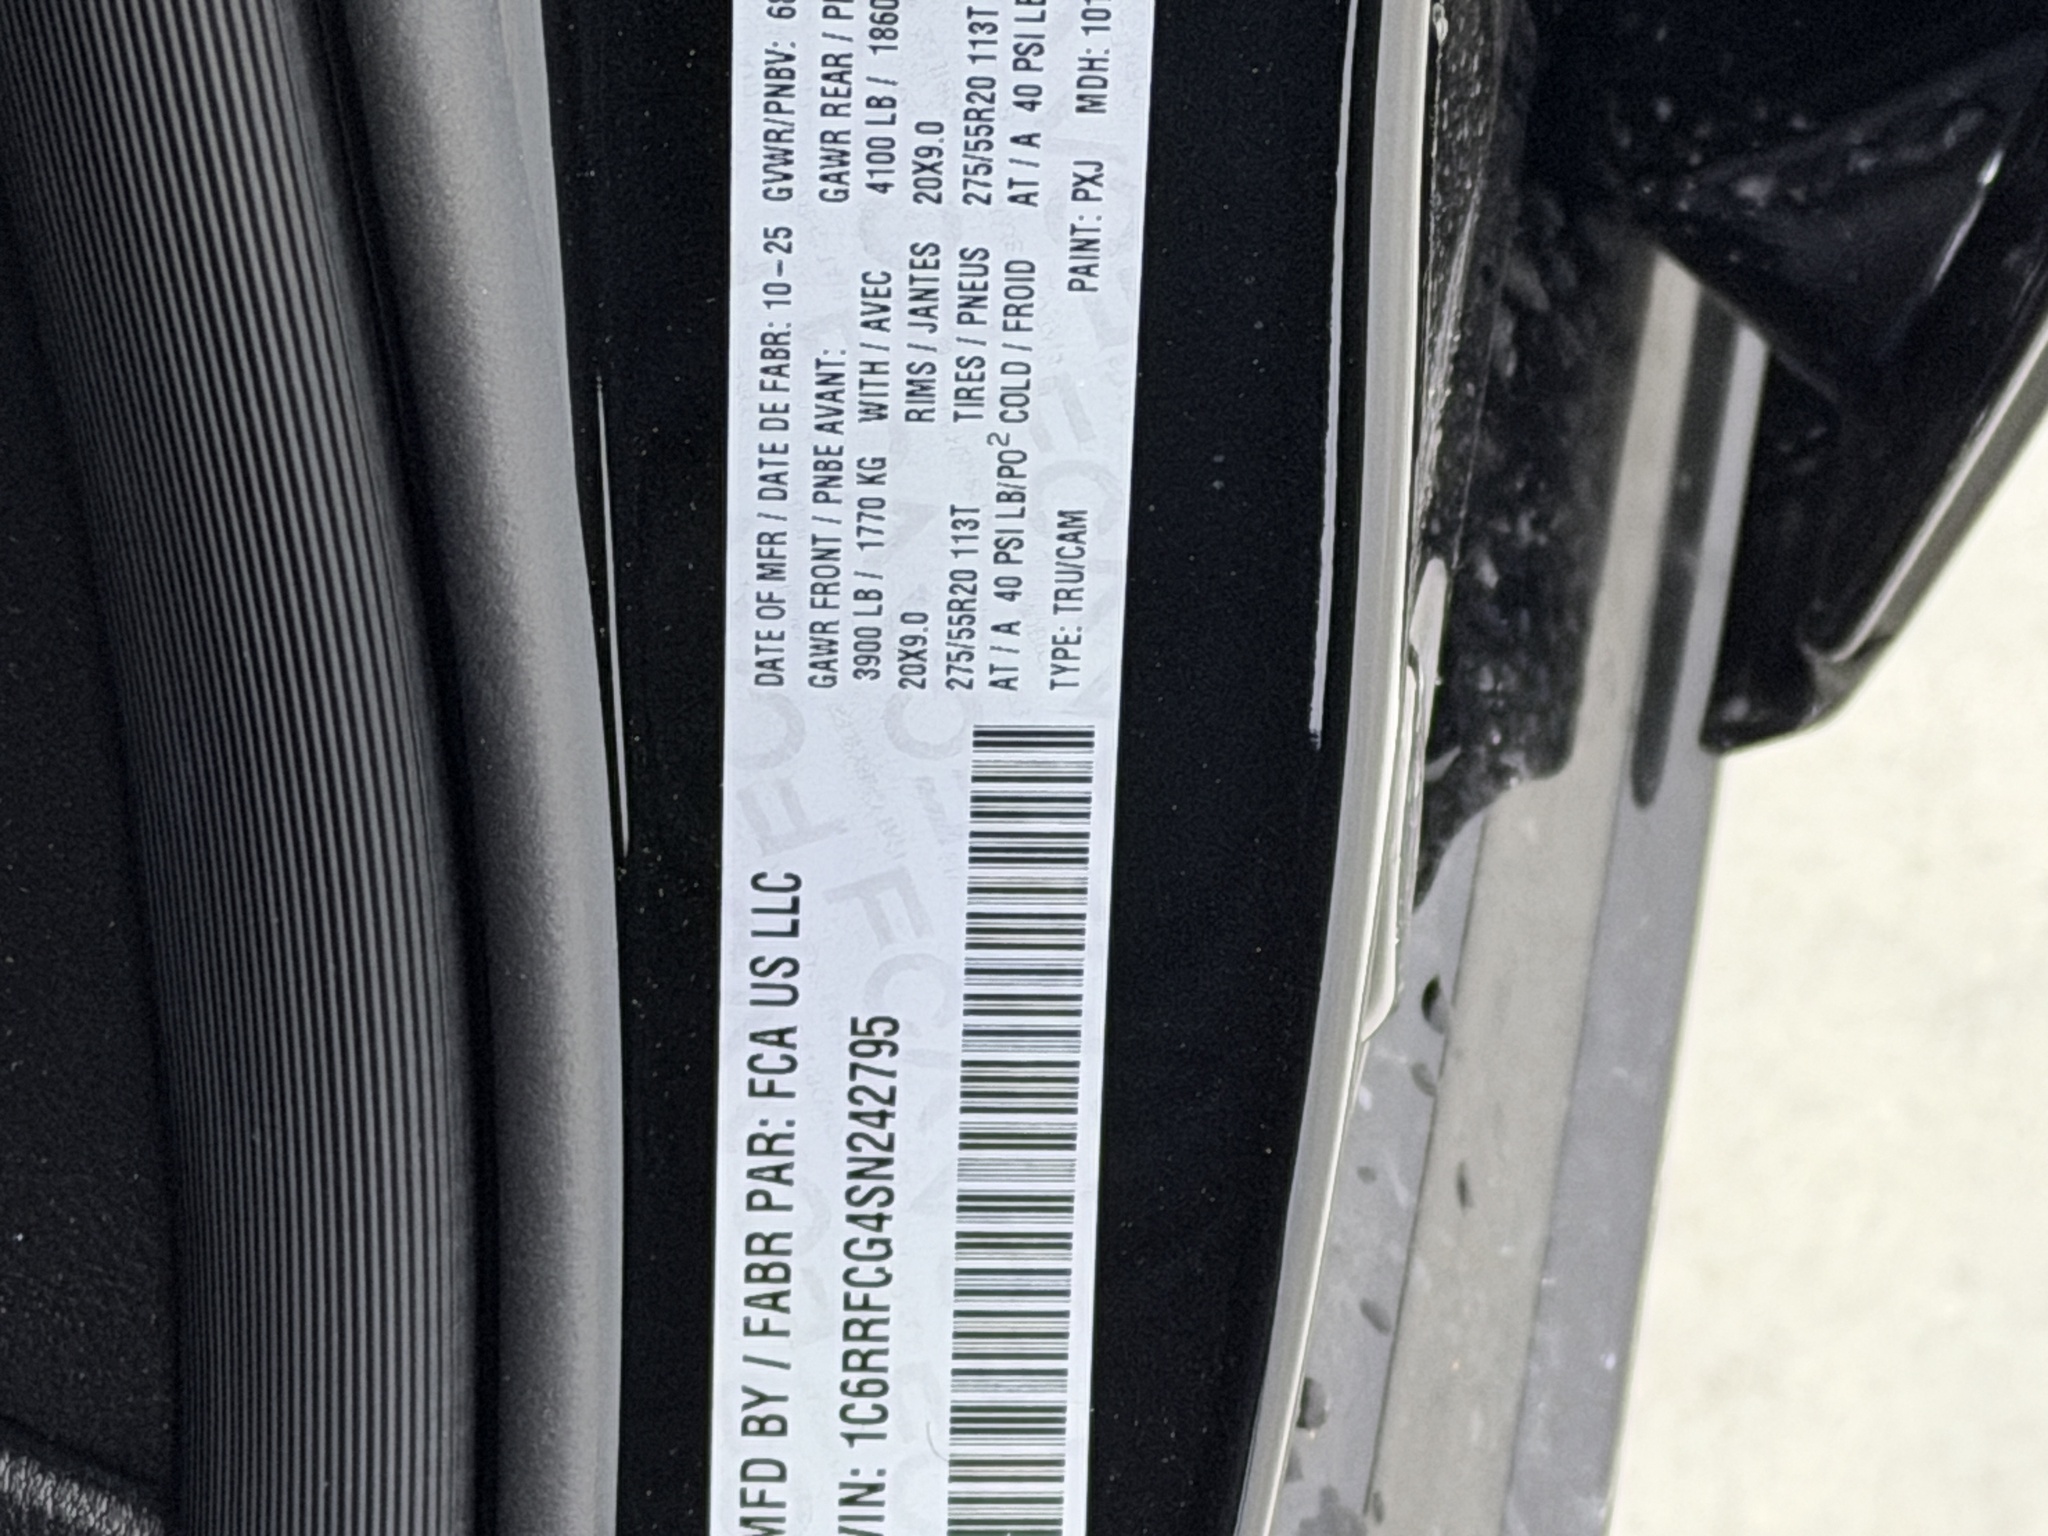 MFD BY / FABR PAR: FCA US LLC
VIN: 1C6RRFCG4SN242795
DATE OF MFR / DATE DE FABR: 10-25 GVWR/PNBV:
GAWR FRONT / PNBE AVANT: GAWR REAR /
3900 LB / 1770 KG WITH / AVEC 4100 LB / 1860
20X9.0 RIMS / JANTES 20X9.0
275/55R20 113T TIRES / PNEUS 275/55R20 113T
AT / A 40 PSI LB/PO² COLD / FROID AT / A 40 PSI
TYPE: TRU/CAM PAINT: PXJ MDH: 101